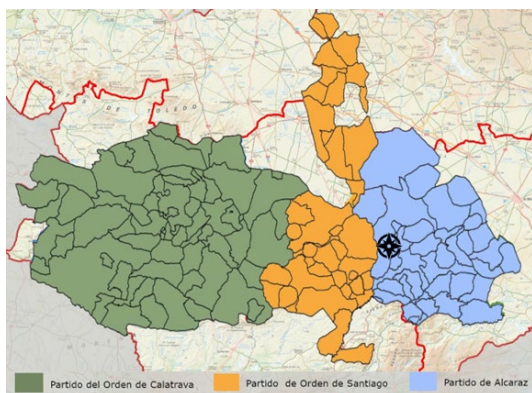 Partido del Orden de Calatrava
Partido de Orden de Santiago
Partido de Alcaraz